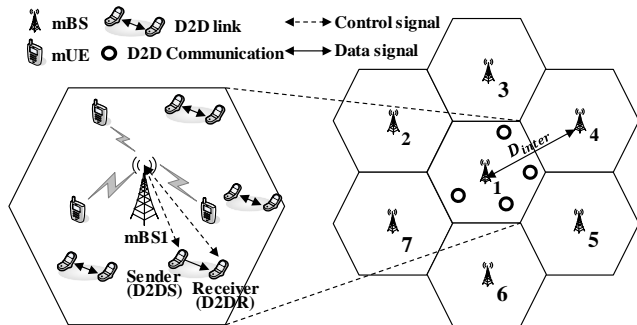 mBS D2D link Control signal
mUE D2D Communication Data signal
3
2
4
D_inter
1
mBS1
7
5
Sender Receiver
(D2DS) (D2DR)
6